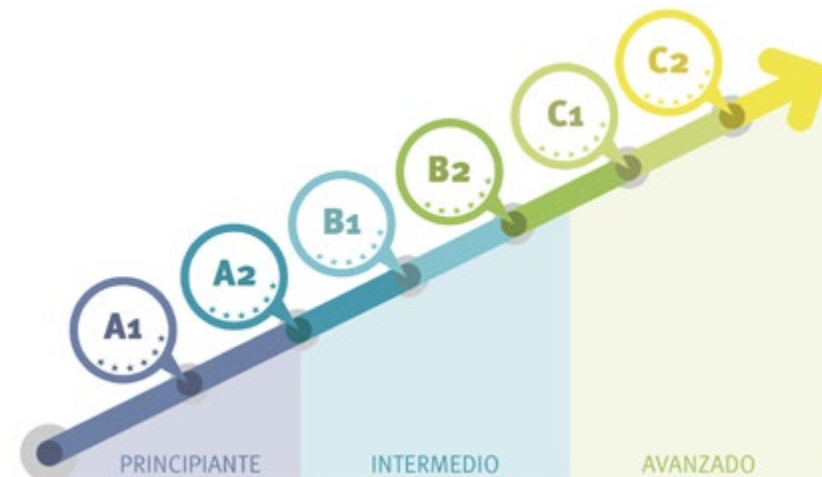 A1
A2
B1
B2
C1
C2
PRINCIPIANTE
INTERMEDIO
AVANZADO